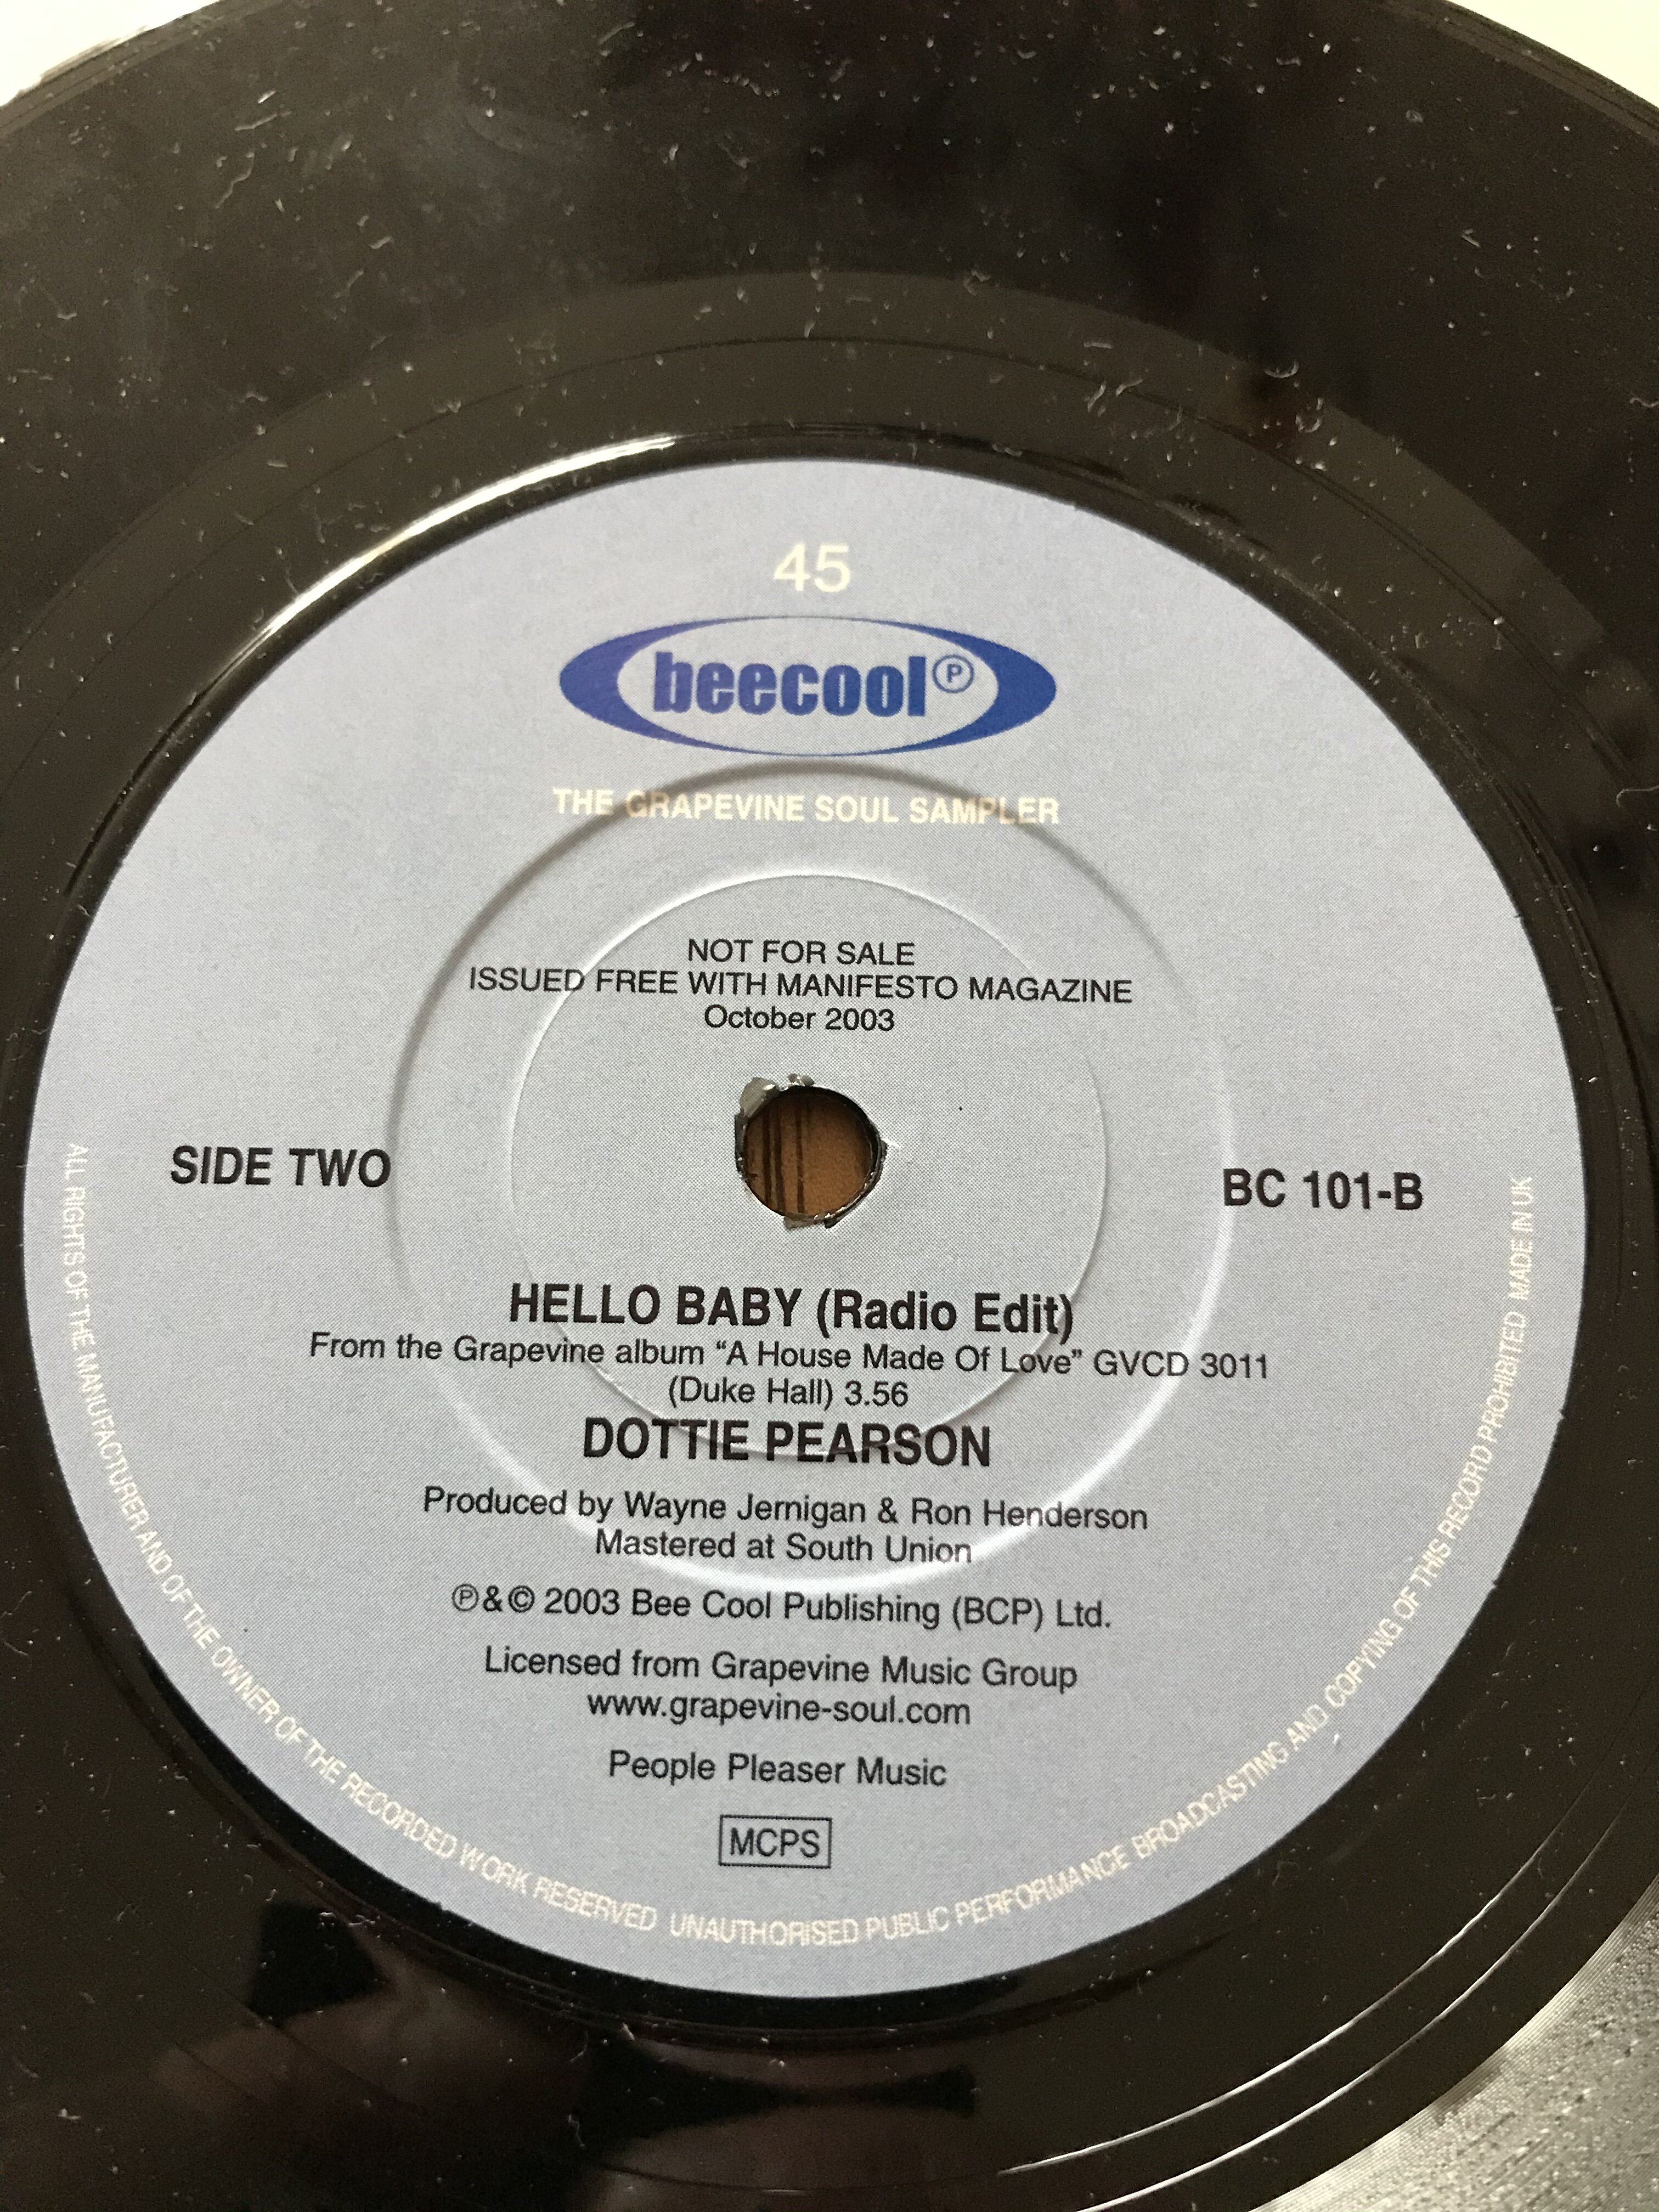 45
beecool℗
THE GRAPEVINE SOUL SAMPLER
NOT FOR SALE
ISSUED FREE WITH MANIFESTO MAGAZINE
October 2003
SIDE TWO
BC 101-B
HELLO BABY (Radio Edit)
From the Grapevine album “A House Made Of Love” GVCD 3011
(Duke Hall) 3.56
DOTTIE PEARSON
Produced by Wayne Jernigan & Ron Henderson
Mastered at South Union
℗&© 2003 Bee Cool Publishing (BCP) Ltd.
Licensed from Grapevine Music Group
www.grapevine-soul.com
People Pleaser Music
MCPS
ALL RIGHTS OF THE MANUFACTURER AND OF THE OWNER OF THE RECORDED WORK RESERVED UNAUTHORISED PUBLIC PERFORMANCE BROADCASTING AND COPYING OF THIS RECORD PROHIBITED MADE IN UK